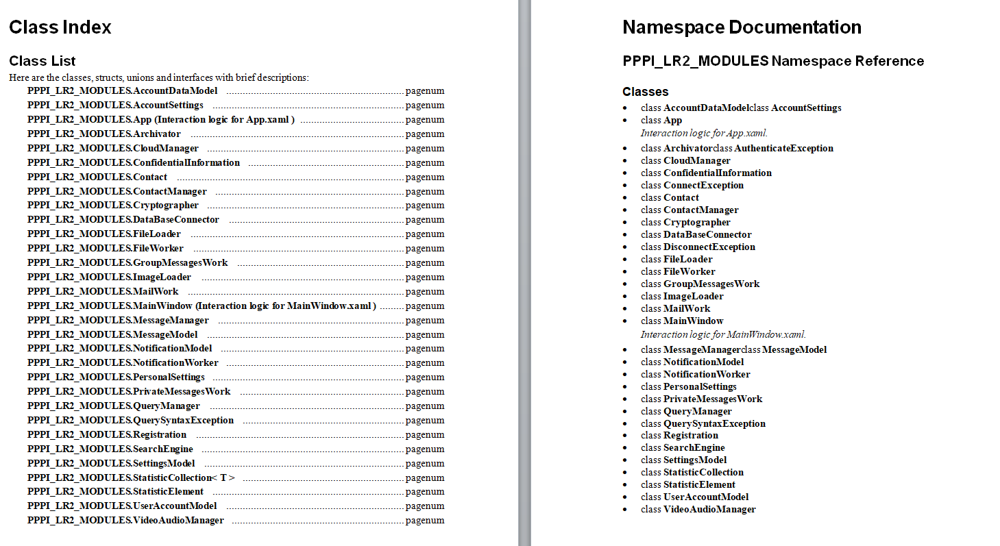 Class Index
Class List
Here are the classes, structs, unions and interfaces with brief descriptions:
PPPI_LR2_MODULES.AccountDataModel ........ pagenum
PPPI_LR2_MODULES.AccountSettings ........ pagenum
PPPI_LR2_MODULES.App (Interaction logic for App.xaml ) ........ pagenum
PPPI_LR2_MODULES.Archivator ........ pagenum
PPPI_LR2_MODULES.CloudManager ........ pagenum
PPPI_LR2_MODULES.ConfidentialInformation ........ pagenum
PPPI_LR2_MODULES.Contact ........ pagenum
PPPI_LR2_MODULES.ContactManager ........ pagenum
PPPI_LR2_MODULES.Cryptographer ........ pagenum
PPPI_LR2_MODULES.DataBaseConnector ........ pagenum
PPPI_LR2_MODULES.FileLoader ........ pagenum
PPPI_LR2_MODULES.FileWorker ........ pagenum
PPPI_LR2_MODULES.GroupMessagesWork ........ pagenum
PPPI_LR2_MODULES.ImageLoader ........ pagenum
PPPI_LR2_MODULES.MailWork ........ pagenum
PPPI_LR2_MODULES.MainWindow (Interaction logic for MainWindow.xaml ) ........ pagenum
PPPI_LR2_MODULES.MessageManager ........ pagenum
PPPI_LR2_MODULES.MessageModel ........ pagenum
PPPI_LR2_MODULES.NotificationModel ........ pagenum
PPPI_LR2_MODULES.NotificationWorker ........ pagenum
PPPI_LR2_MODULES.PersonalSettings ........ pagenum
PPPI_LR2_MODULES.PrivateMessagesWork ........ pagenum
PPPI_LR2_MODULES.QueryManager ........ pagenum
PPPI_LR2_MODULES.QuerySyntaxException ........ pagenum
PPPI_LR2_MODULES.Registration ........ pagenum
PPPI_LR2_MODULES.SearchEngine ........ pagenum
PPPI_LR2_MODULES.SettingsModel ........ pagenum
PPPI_LR2_MODULES.StatisticCollection< T > ........ pagenum
PPPI_LR2_MODULES.StatisticElement ........ pagenum
PPPI_LR2_MODULES.UserAccountModel ........ pagenum
PPPI_LR2_MODULES.VideoAudioManager ........ pagenum
Namespace Documentation
PPPI_LR2_MODULES Namespace Reference
Classes
• class AccountDataModelclass AccountSettings
• class App
Interaction logic for App.xaml.
• class Archivatorclass AuthenticateException
• class CloudManager
• class ConfidentialInformation
• class ConnectException
• class Contact
• class ContactManager
• class Cryptographer
• class DataBaseConnector
• class DisconnectException
• class FileLoader
• class FileWorker
• class GroupMessagesWork
• class ImageLoader
• class MailWork
• class MainWindow
Interaction logic for MainWindow.xaml.
• class MessageManagerclass MessageModel
• class NotificationModel
• class NotificationWorker
• class PersonalSettings
• class PrivateMessagesWork
• class QueryManager
• class QuerySyntaxException
• class Registration
• class SearchEngine
• class SettingsModel
• class StatisticCollection
• class StatisticElement
• class UserAccountModel
• class VideoAudioManager